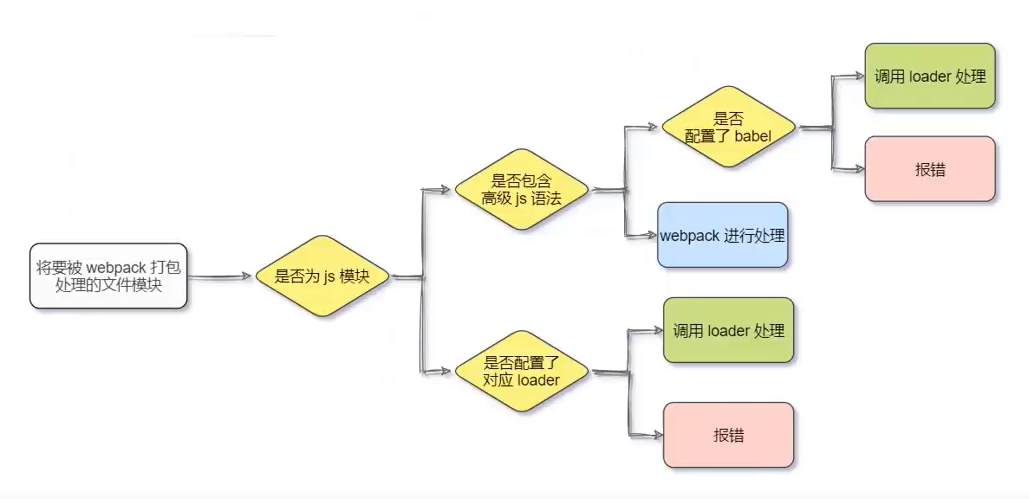 将要被 webpack 打包
处理的文件模块
是否为 js 模块
是否包含
高级 js 语法
是否
配置了 babel
调用 loader 处理
报错
webpack 进行处理
是否配置了
对应 loader
调用 loader 处理
报错